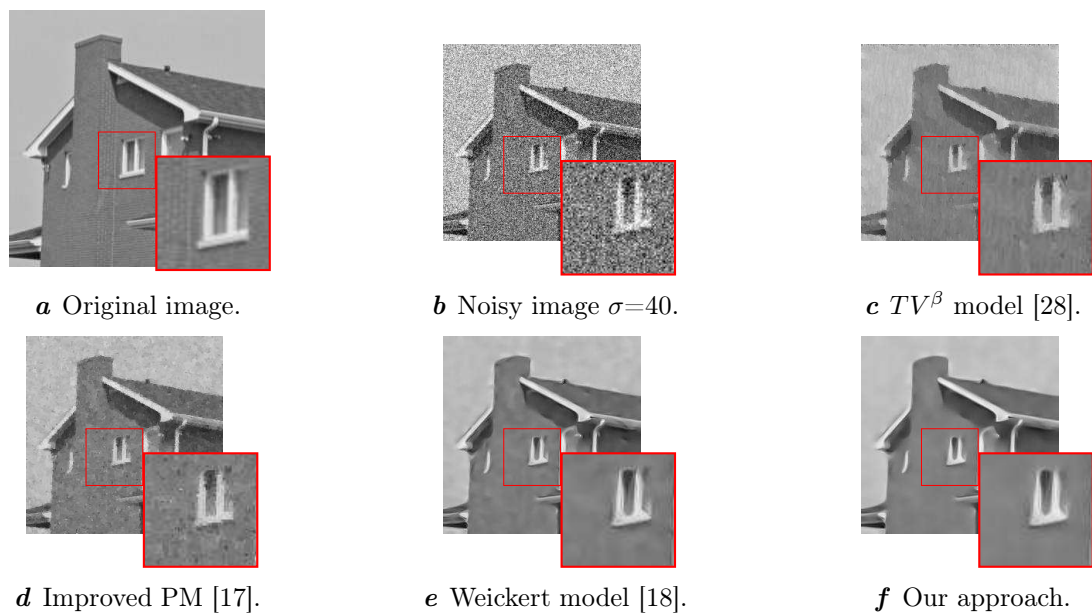 a Original image.
b Noisy image σ=40.
c TV^β model [28].
d Improved PM [17].
e Weickert model [18].
f Our approach.